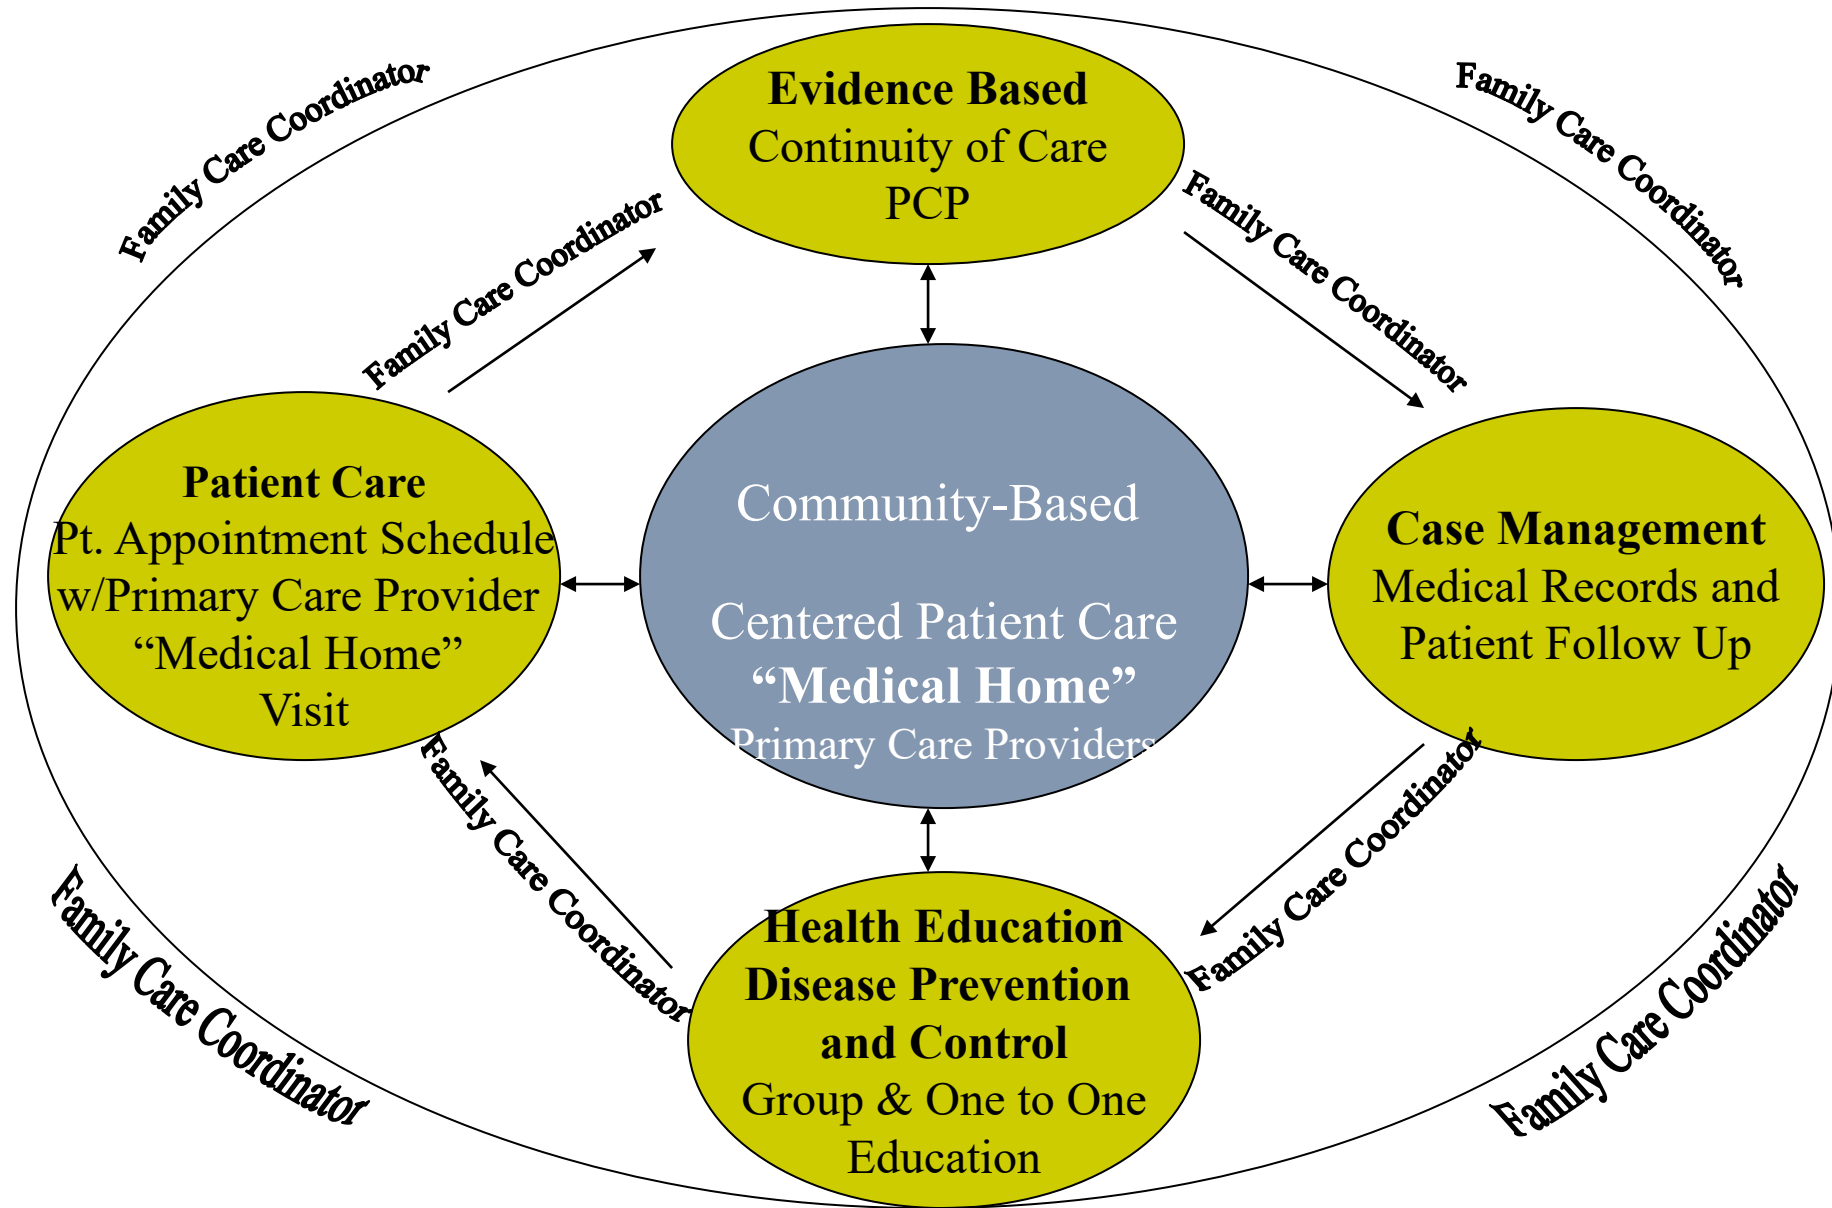 Family Care Coordinator
Family Care Coordinator
Evidence Based
Continuity of Care
PCP
Family Care Coordinator
Family Care Coordinator
Patient Care
Pt. Appointment Schedule
w/Primary Care Provider
“Medical Home”
Visit
Community-Based
Centered Patient Care
“Medical Home”
Primary Care Providers
Case Management
Medical Records and
Patient Follow Up
Family Care Coordinator
Family Care Coordinator
Health Education
Disease Prevention
and Control
Group & One to One
Education
Family Care Coordinator
Family Care Coordinator